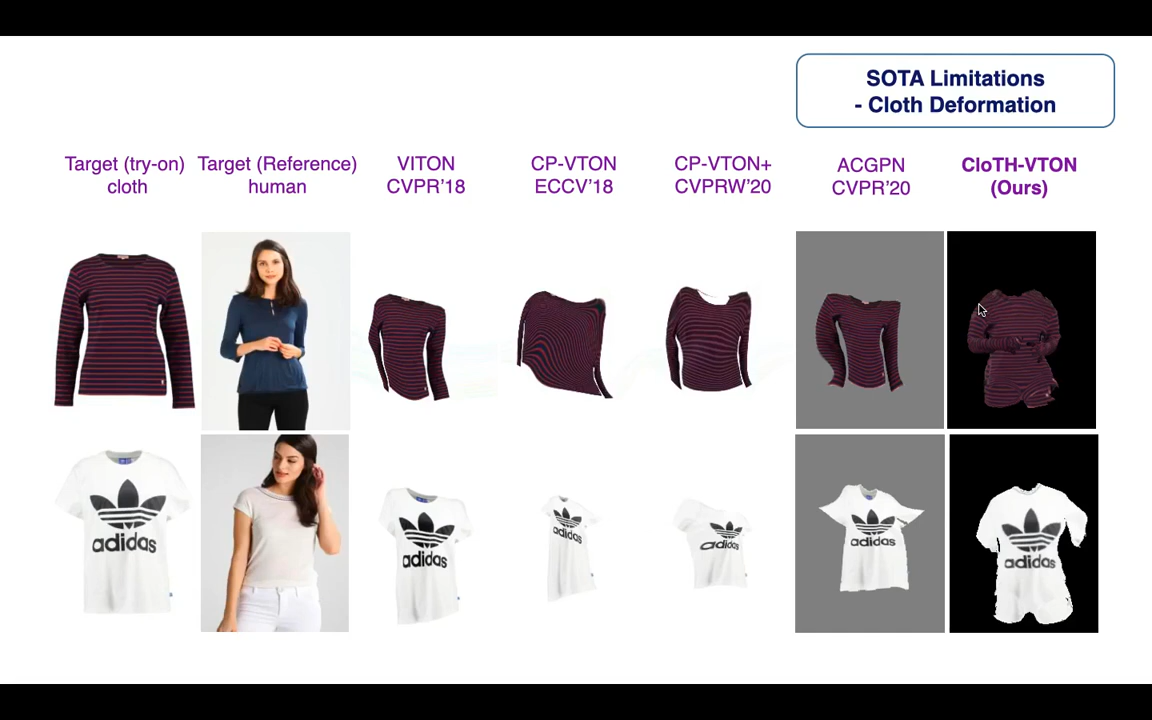 SOTA Limitations
- Cloth Deformation
Target (try-on)
cloth
Target (Reference)
human
VITON
CVPR'18
CP-VTON
ECCV'18
CP-VTON+
CVPRW'20
ACGPN
CVPR'20
CloTH-VTON
(Ours)
adidas
adidas
adidas
adidas
adidas
adidas